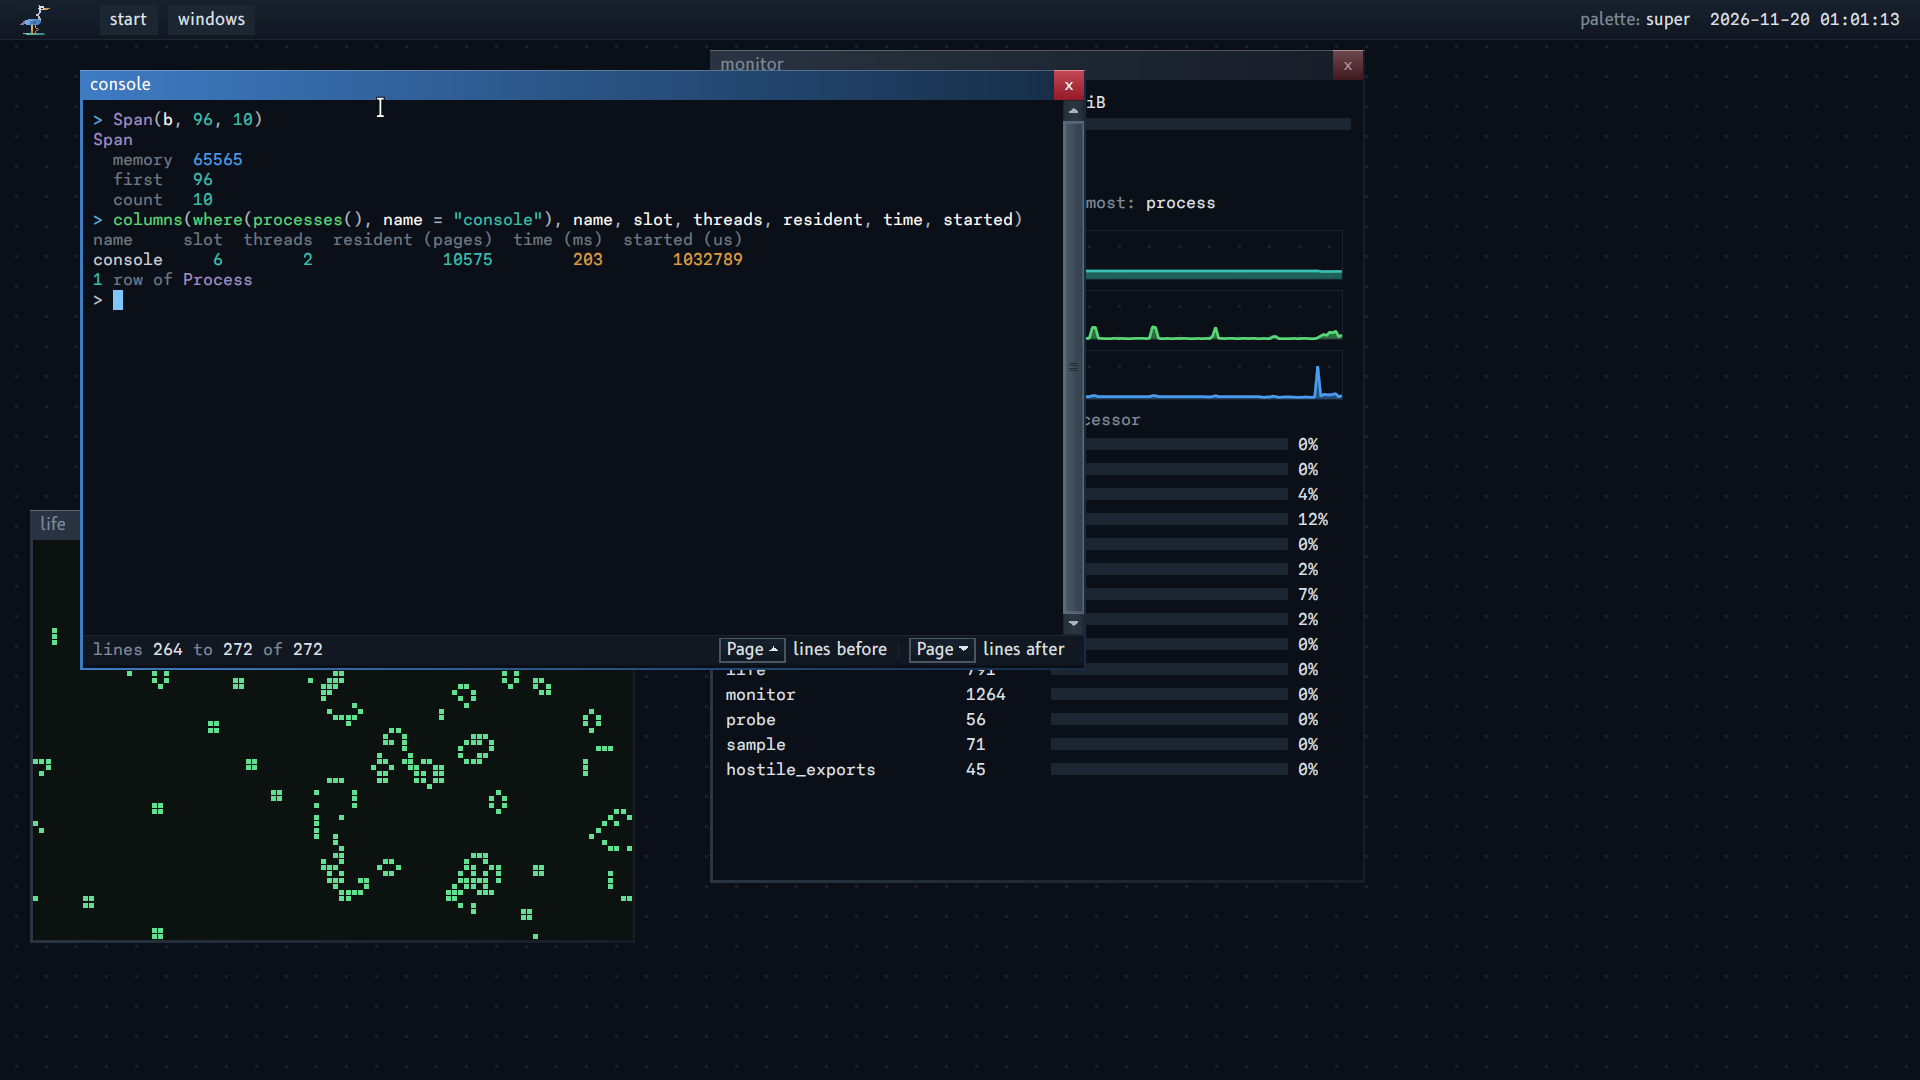 start windows palette: super 2026-11-20 01:01:13
monitor x
console x
iB
> Span(b, 96, 10)
Span
memory 65565
first 96
count 10
most: process
> columns(where(processes(), name = "console"), name, slot, threads, resident, time, started)
name slot threads resident (pages) time (ms) started (us)
console 6 2 10575 203 1032789
1 row of Process
>
cessor
0%
0%
4%
12%
0%
2%
7%
2%
0%
0%
life
lines 264 to 272 of 272 Page lines before Page lines after
life 791
monitor 1264 0%
probe 56 0%
sample 71 0%
hostile_exports 45 0%